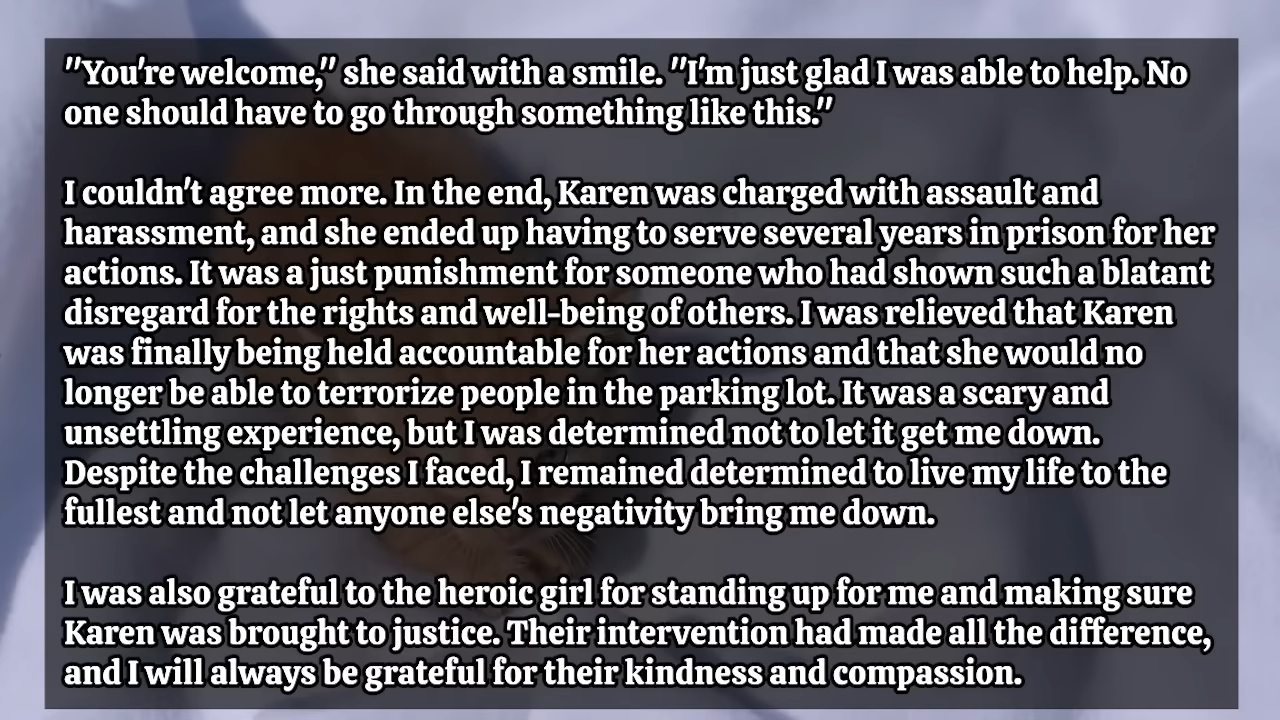 "You're welcome," she said with a smile. "I'm just glad I was able to help. No
one should have to go through something like this."
I couldn't agree more. In the end, Karen was charged with assault and
harassment, and she ended up having to serve several years in prison for her
actions. It was a just punishment for someone who had shown such a blatant
disregard for the rights and well-being of others. I was relieved that Karen
was finally being held accountable for her actions and that she would no
longer be able to terrorize people in the parking lot. It was a scary and
unsettling experience, but I was determined not to let it get me down.
Despite the challenges I faced, I remained determined to live my life to the
fullest and not let anyone else's negativity bring me down.
I was also grateful to the heroic girl for standing up for me and making sure
Karen was brought to justice. Their intervention had made all the difference,
and I will always be grateful for their kindness and compassion.